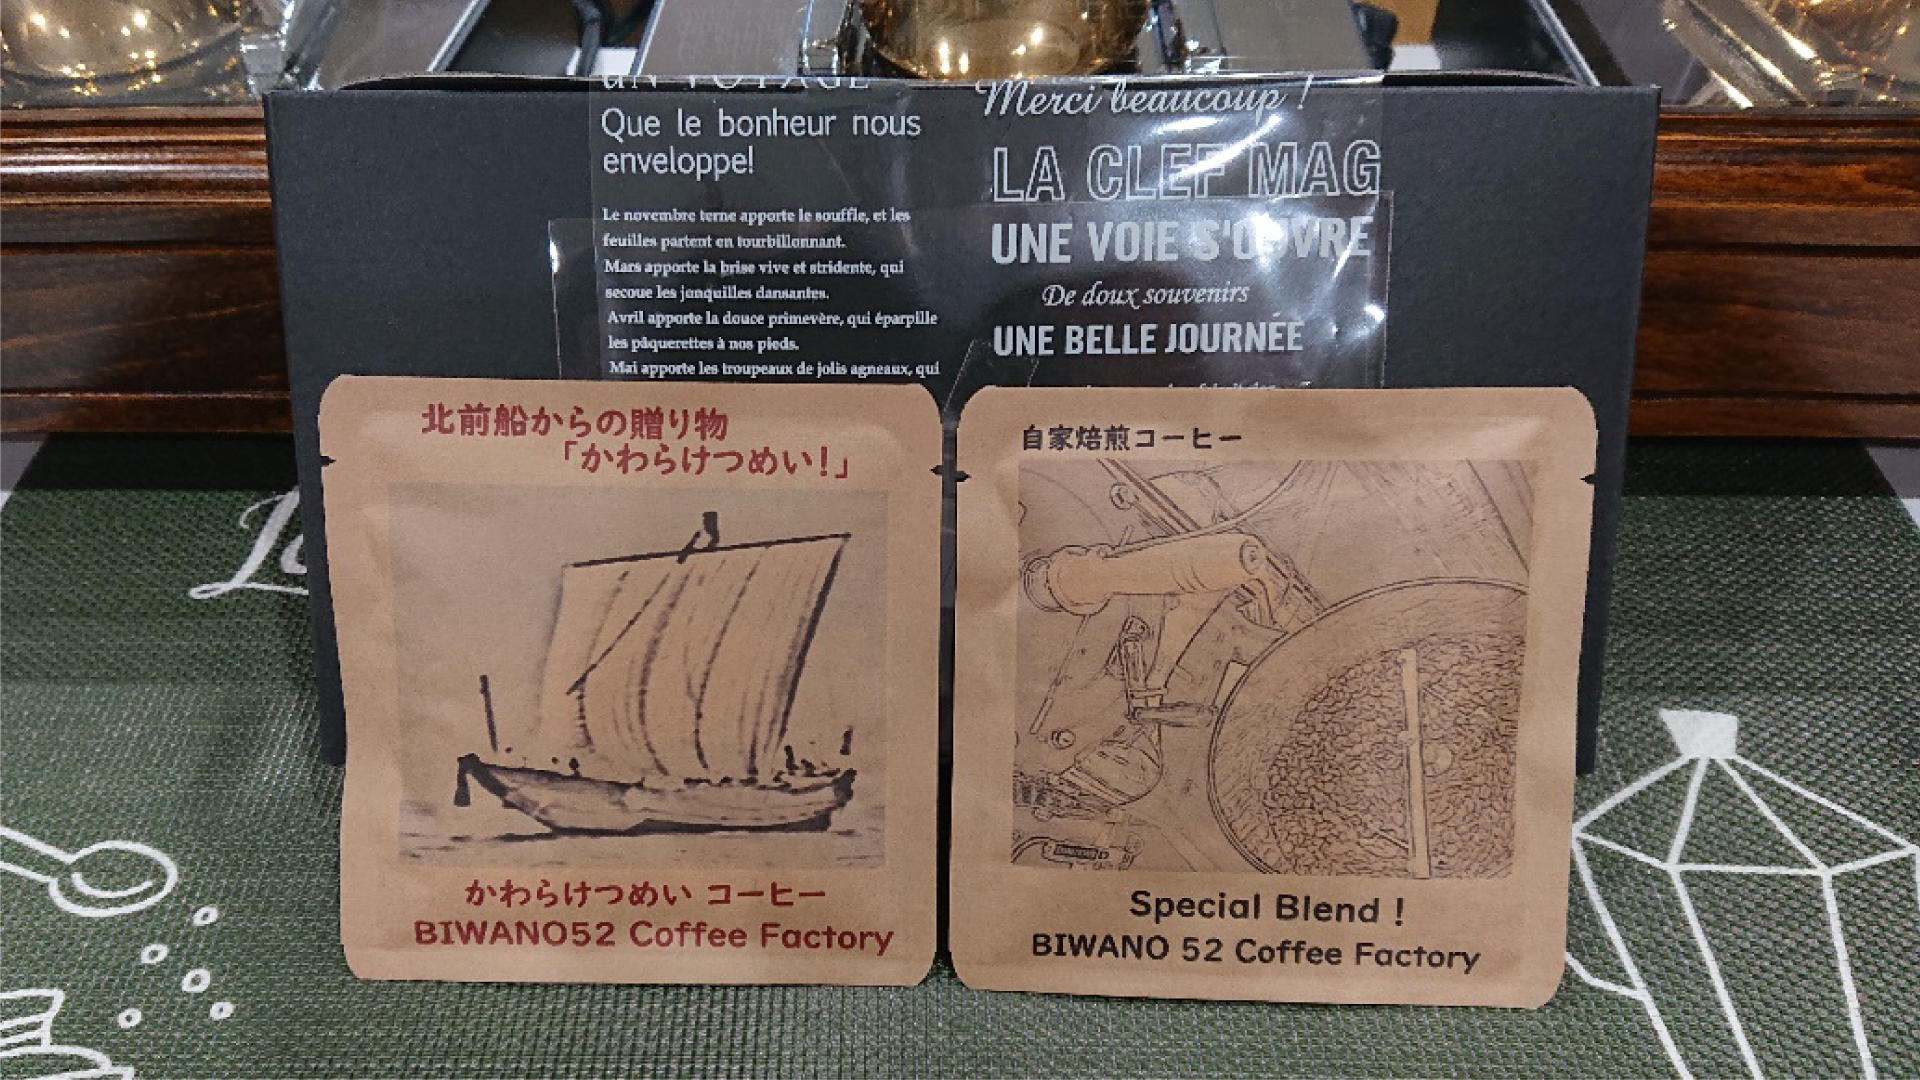 UN VOYAGE
Que le bonheur nous
enveloppe!
Le novembre terne apporte le souffle, et les
feuilles partent en tourbillonnant.
Mars apporte la brise vive et stridente, qui
secoue les jonquilles dansantes.
Avril apporte la douce primevère, qui éparpille
les pâquerettes à nos pieds.
Mai apporte les troupeaux de jolis agneaux, qui
Merci beaucoup !
LA CLEF MAG
UNE VOIE S'OUVRE
De doux souvenirs
UNE BELLE JOURNEE
北前船からの贈り物
「かわらけつめい!」
かわらけつめい コーヒー
BIWANO52 Coffee Factory
自家焙煎コーヒー
Special Blend !
BIWANO 52 Coffee Factory